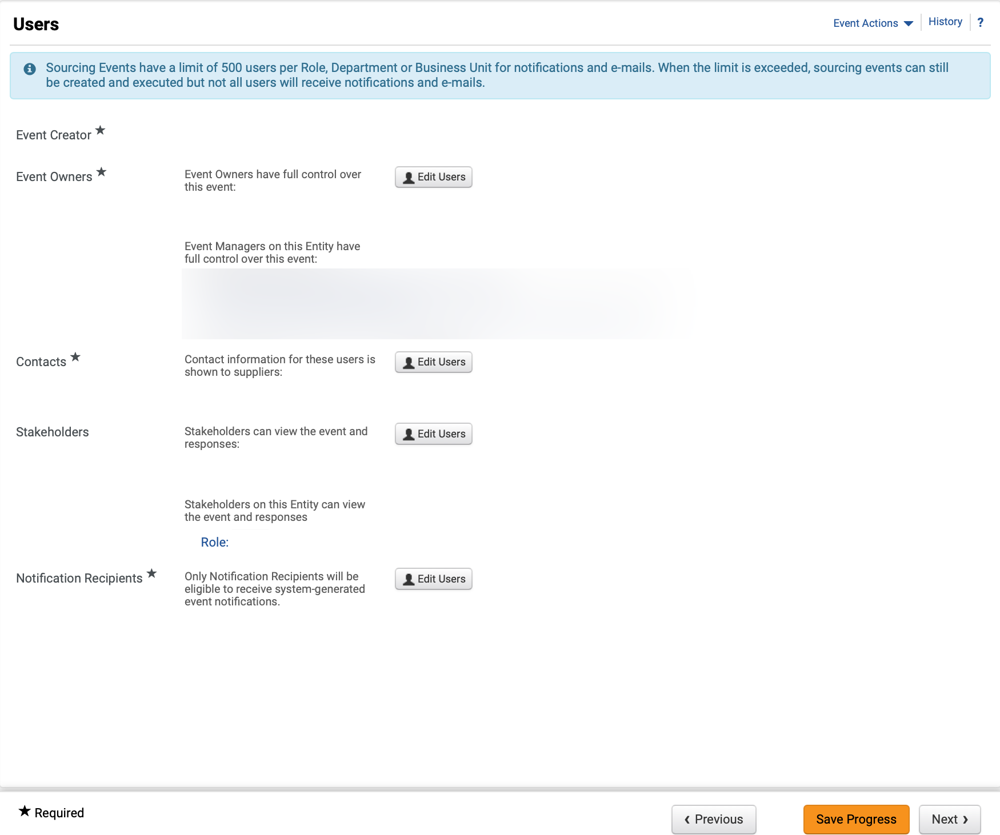 Users
Event Actions
History
?
Sourcing Events have a limit of 500 users per Role, Department or Business Unit for notifications and e-mails. When the limit is exceeded, sourcing events can still
be created and executed but not all users will receive notifications and e-mails.
Event Creator ★
Event Owners ★
Event Owners have full control over
this event:
Edit Users
Event Managers on this Entity have
full control over this event:
Contacts ★
Contact information for these users is
shown to suppliers:
Edit Users
Stakeholders
Stakeholders can view the event and
responses:
Edit Users
Stakeholders on this Entity can view
the event and responses
Role:
Notification Recipients ★
Only Notification Recipients will be
eligible to receive system-generated
event notifications.
Edit Users
★ Required
‹ Previous
Save Progress
Next ›